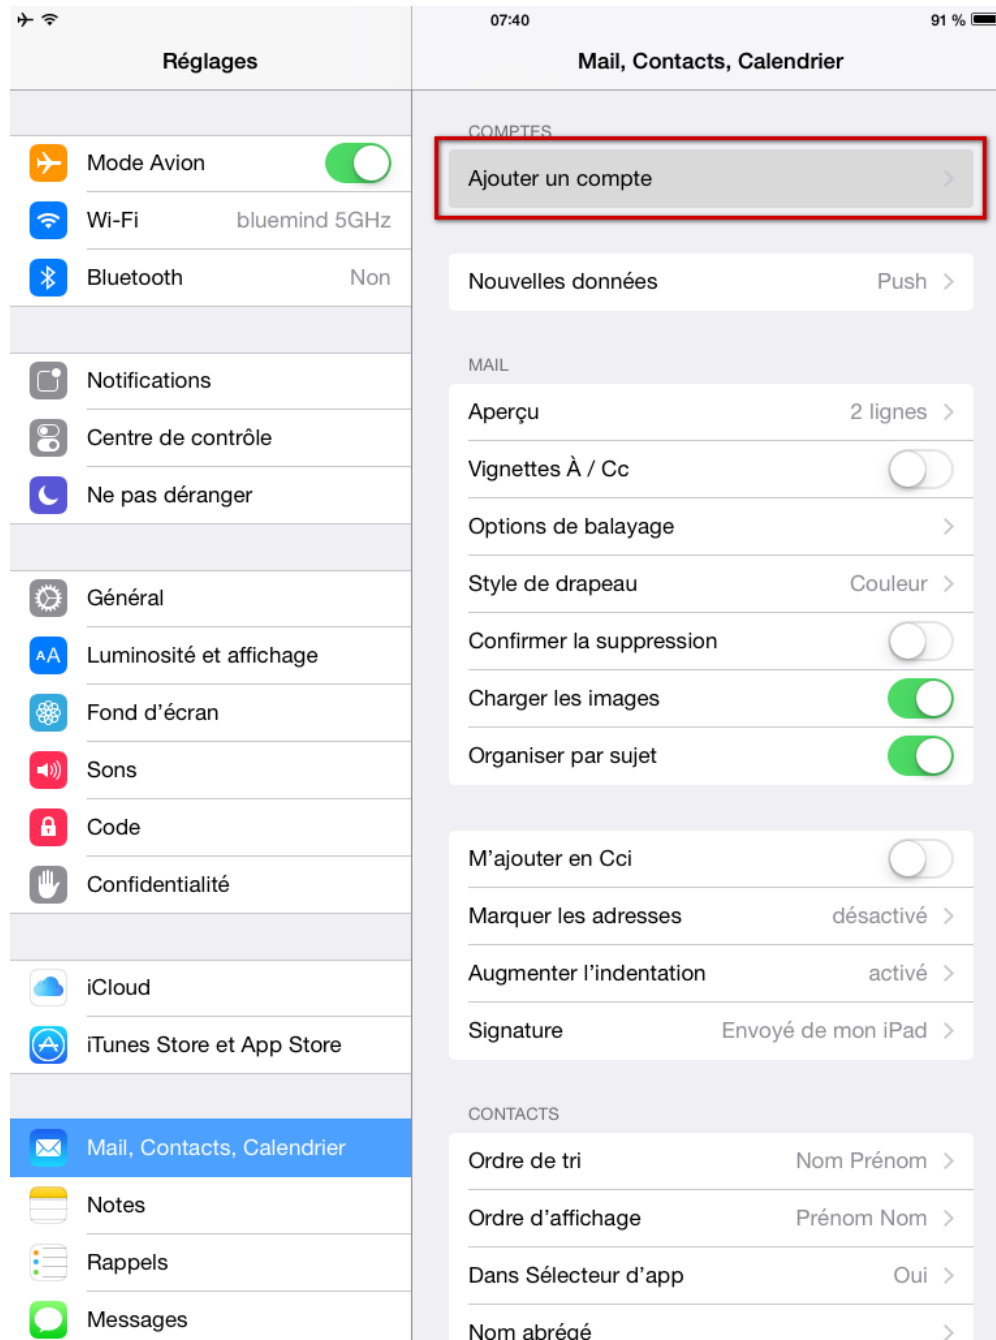 07:40
91 %
Réglages
Mode Avion
Wi-Fi bluemind 5GHz
Bluetooth Non
Notifications
Centre de contrôle
Ne pas déranger
Général
AA Luminosité et affichage
Fond d’écran
Sons
Code
Confidentialité
iCloud
iTunes Store et App Store
Mail, Contacts, Calendrier
Notes
Rappels
Messages
Mail, Contacts, Calendrier
COMPTES
Ajouter un compte
Nouvelles données Push
MAIL
Aperçu 2 lignes
Vignettes À / Cc
Options de balayage
Style de drapeau Couleur
Confirmer la suppression
Charger les images
Organiser par sujet
M’ajouter en Cci
Marquer les adresses désactivé
Augmenter l’indentation activé
Signature Envoyé de mon iPad
CONTACTS
Ordre de tri Nom Prénom
Ordre d’affichage Prénom Nom
Dans Sélecteur d’app Oui
Nom abrégé